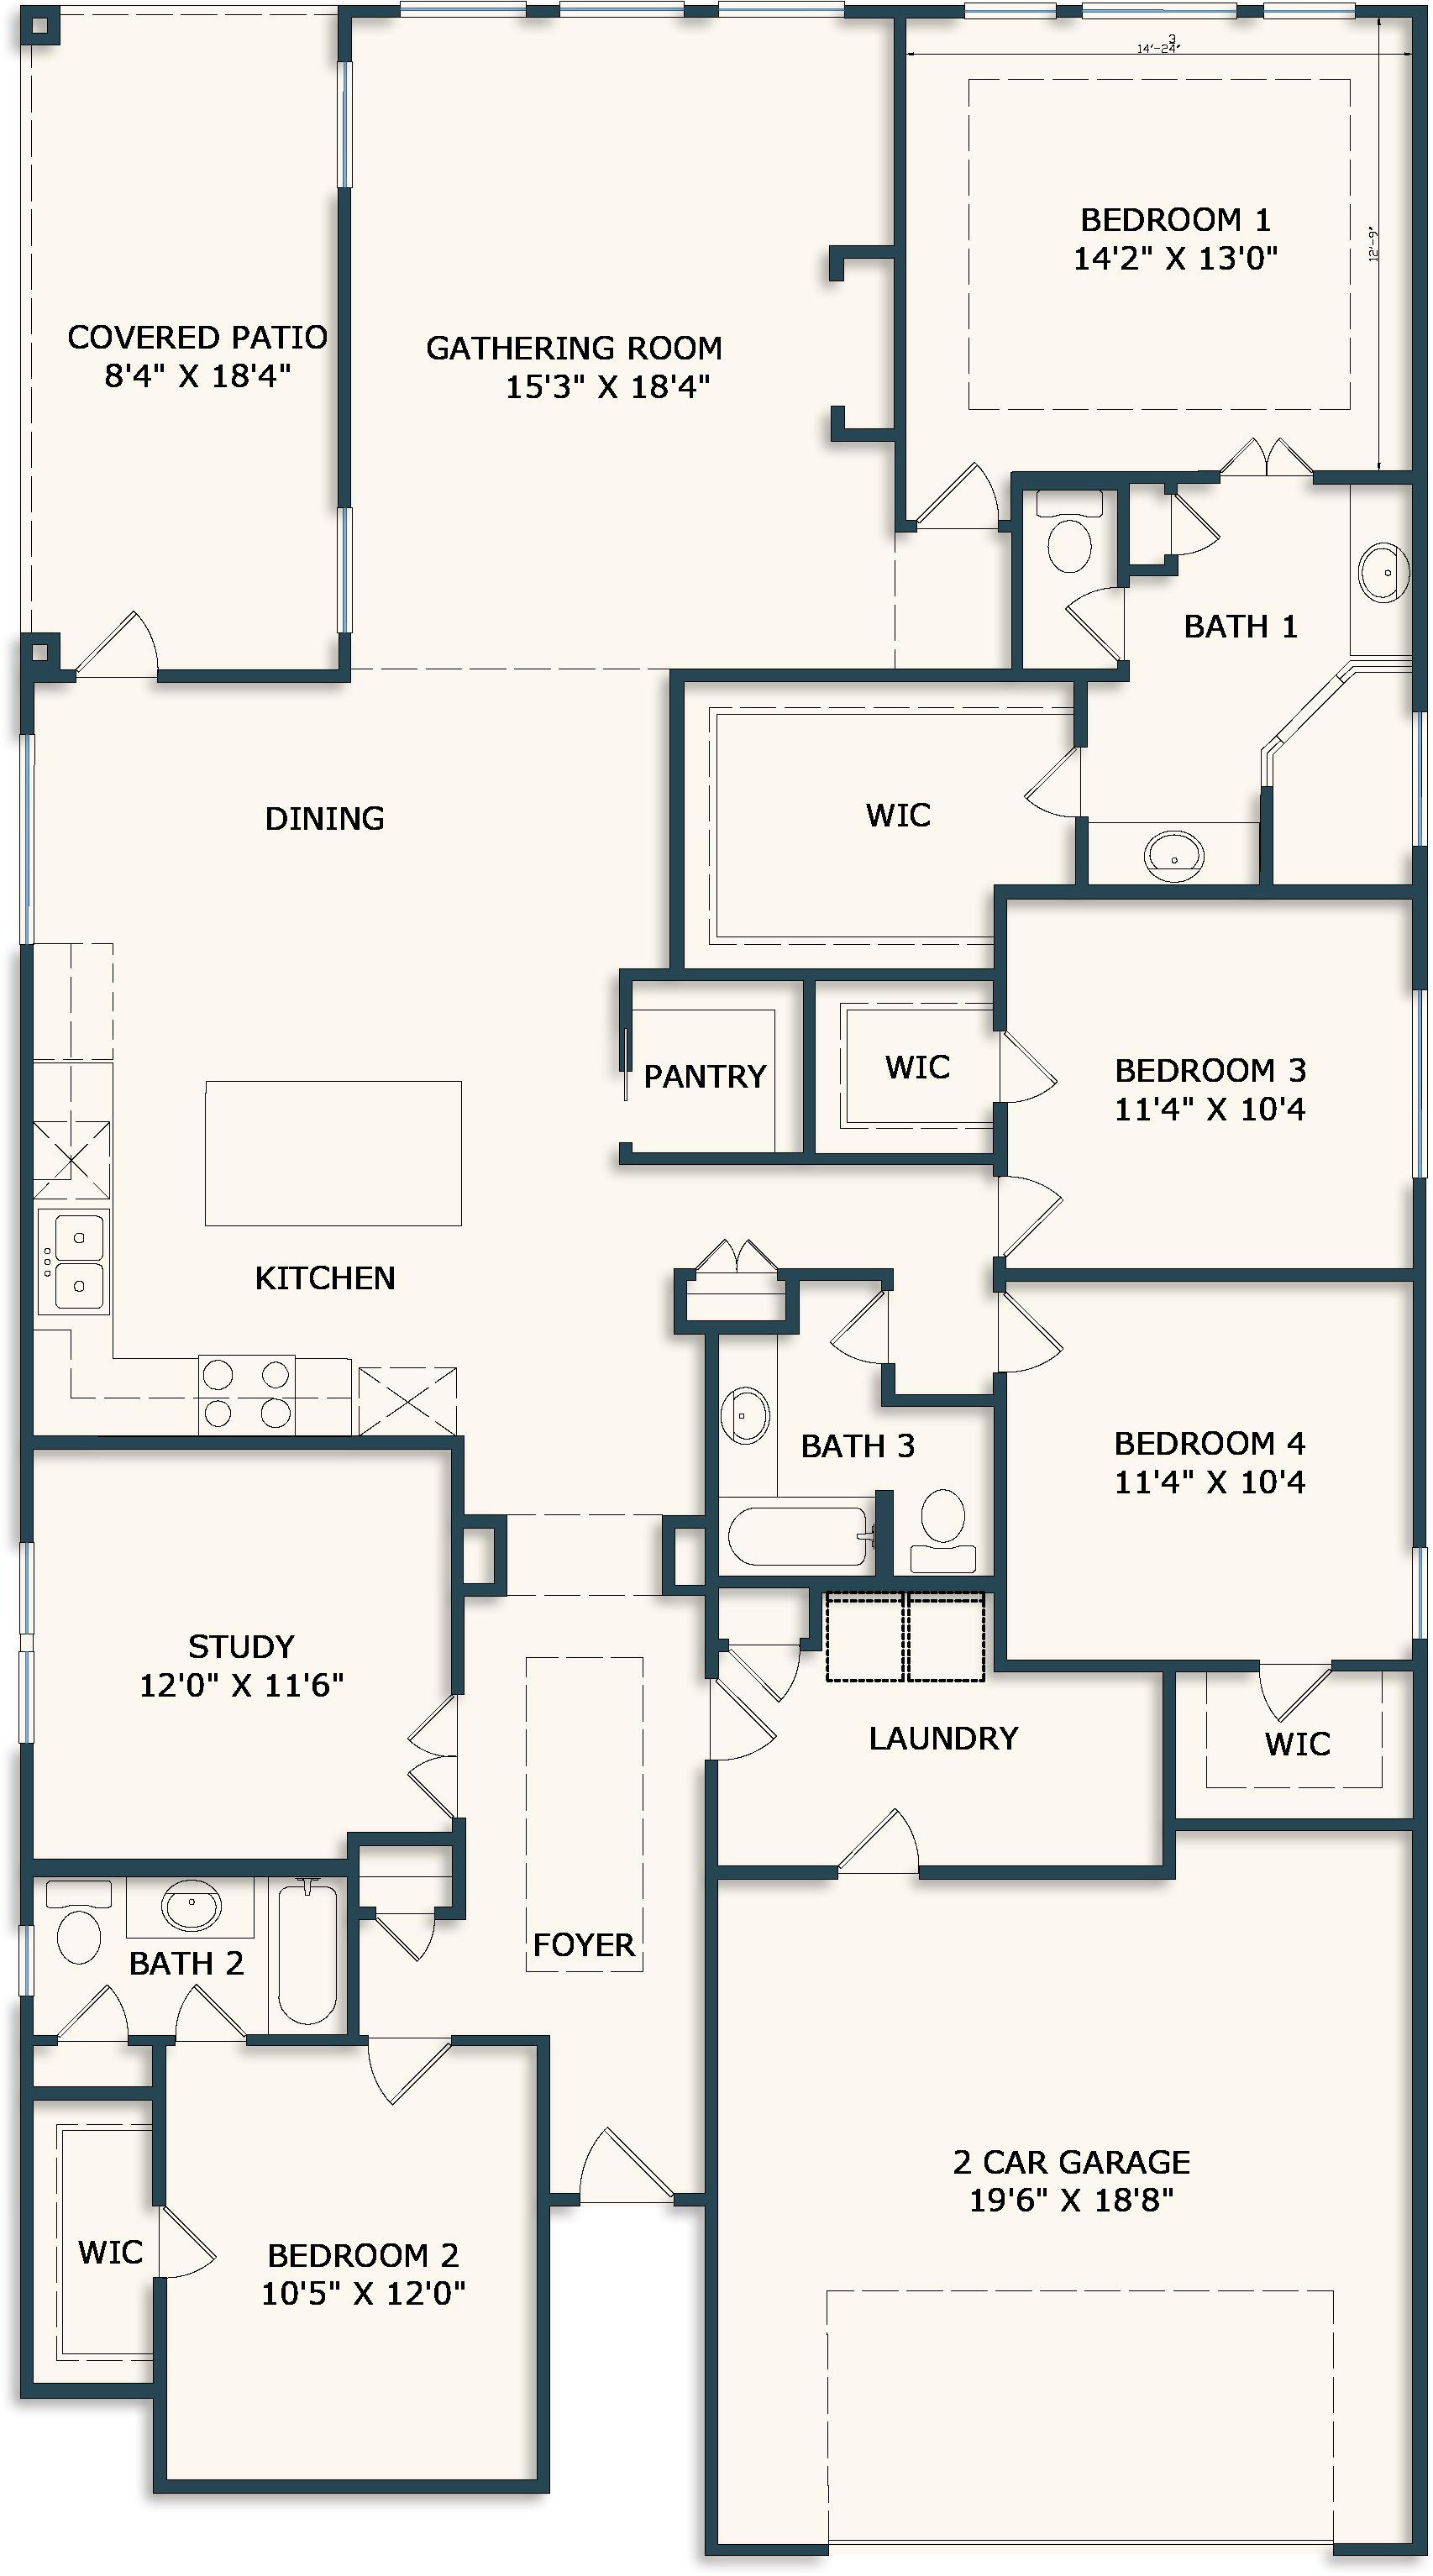 3
14'-24'
BEDROOM 1
14'2" X 13'0"
12'-9"
COVERED PATIO
8'4" X 18'4"
GATHERING ROOM
15'3" X 18'4"
BATH 1
DINING
WIC
PANTRY
WIC
BEDROOM 3
11'4" X 10'4
KITCHEN
BATH 3
BEDROOM 4
11'4" X 10'4
STUDY
12'0" X 11'6"
LAUNDRY
WIC
FOYER
BATH 2
2 CAR GARAGE
19'6" X 18'8"
WIC
BEDROOM 2
10'5" X 12'0"